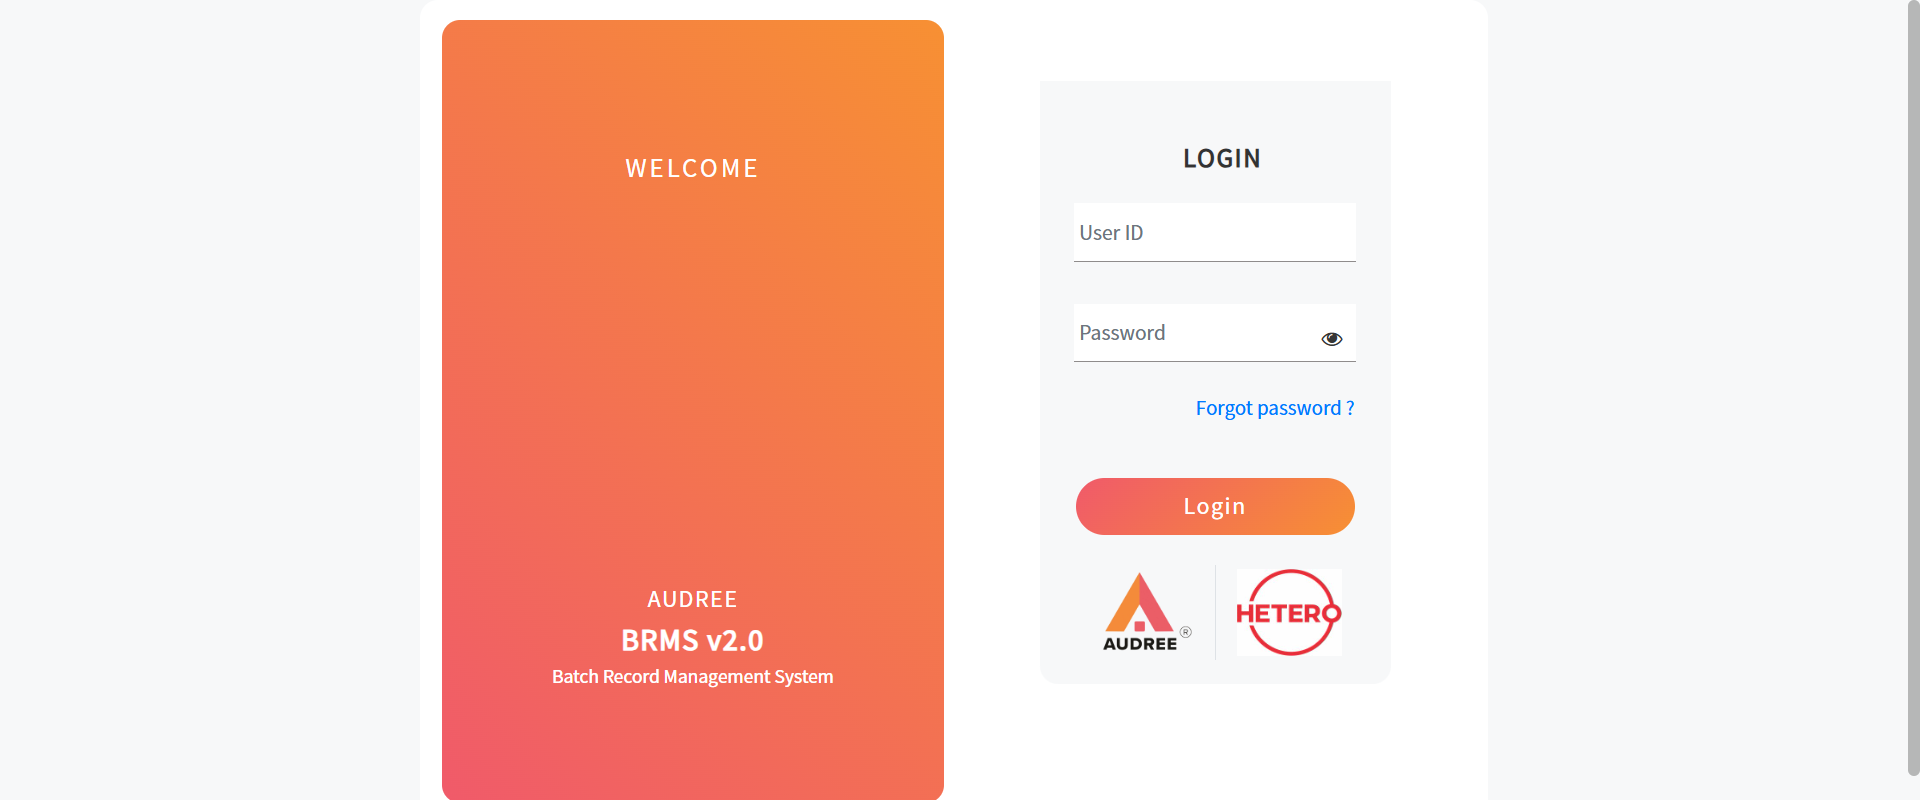 WELCOME
AUDREE
BRMS v2.0
Batch Record Management System
LOGIN
User ID
Password
Forgot password ?
Login
AUDREE ®
HETERO